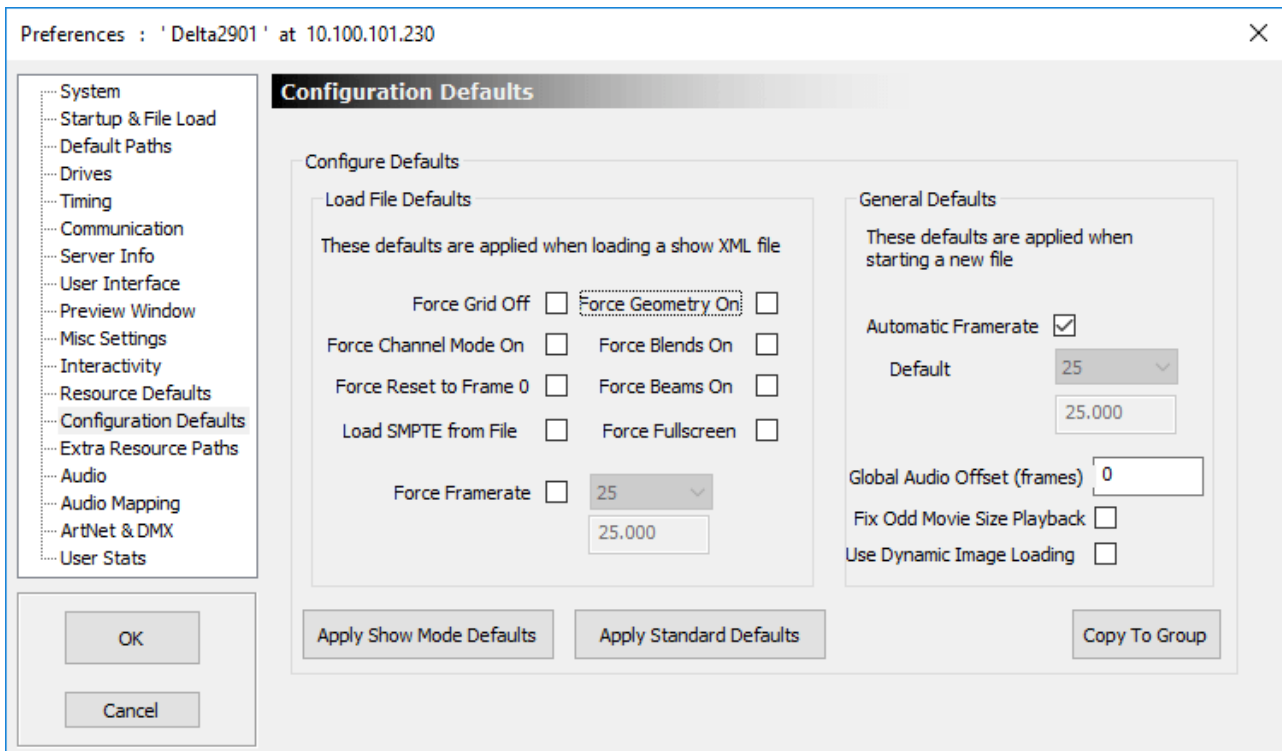 Preferences : 'Delta2901' at 10.100.101.230
System
Startup & File Load
Default Paths
Drives
Timing
Communication
Server Info
User Interface
Preview Window
Misc Settings
Interactivity
Resource Defaults
Configuration Defaults
Extra Resource Paths
Audio
Audio Mapping
ArtNet & DMX
User Stats
OK
Cancel
Configuration Defaults
Configure Defaults
Load File Defaults
These defaults are applied when loading a show XML file
Force Grid Off Force Geometry On
Force Channel Mode On Force Blends On
Force Reset to Frame 0 Force Beams On
Load SMPTE from File Force Fullscreen
Force Framerate 25
25.000
General Defaults
These defaults are applied when
starting a new file
Automatic Framerate
Default 25
25.000
Global Audio Offset (frames) 0
Fix Odd Movie Size Playback
Use Dynamic Image Loading
Apply Show Mode Defaults Apply Standard Defaults Copy To Group